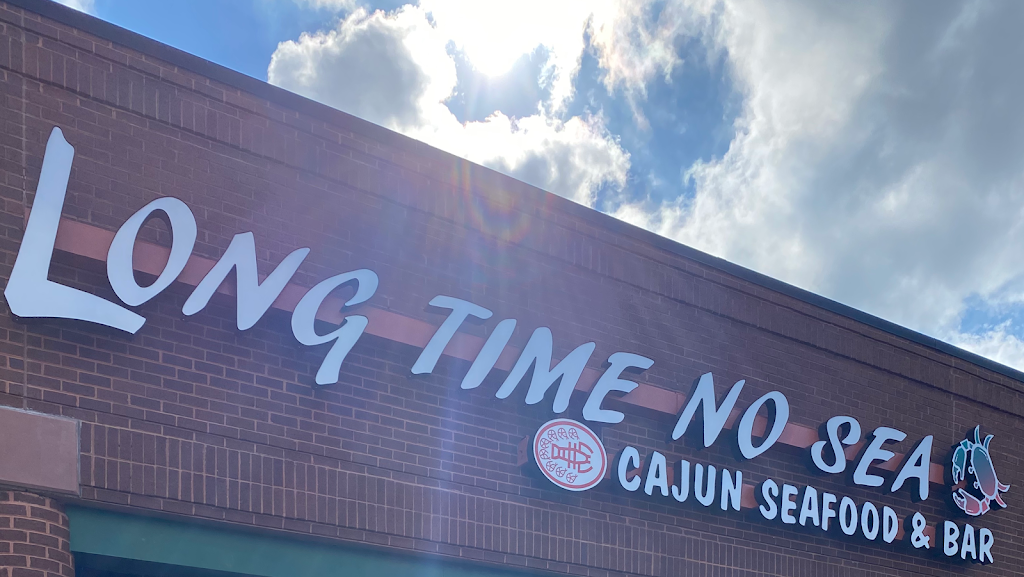 LONG TIME NO SEA
CAJUN SEAFOOD & BAR